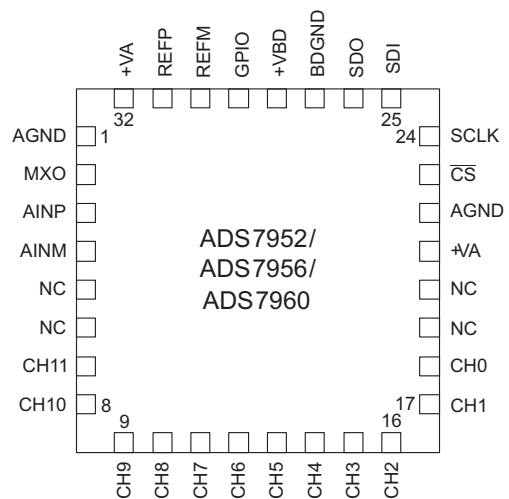 +VA
REFP
REFM
GPIO
+VBD
BDGND
SDO
SDI
32
25
AGND
1
24
SCLK
MXO
CS
AINP
AGND
AINM
+VA
NC
NC
NC
NC
CH11
CH0
CH10
8
17
CH1
ADS7952/
ADS7956/
ADS7960
9
16
CH9
CH8
CH7
CH6
CH5
CH4
CH3
CH2